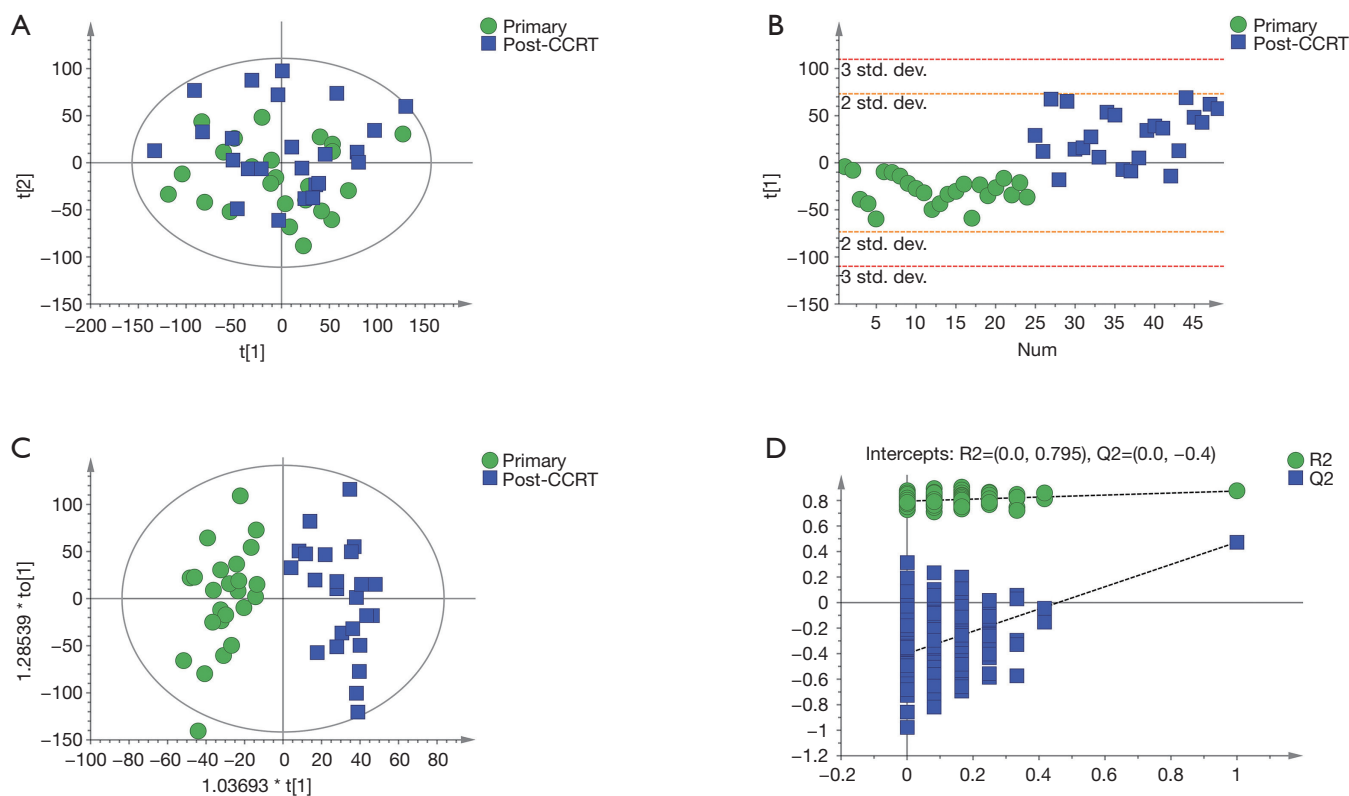 A
Primary
Post-CCRT
100
50
0
−50
−100
−150
t[2]
−200 −150 −100 −50 0 50 100 150
t[1]
B
Primary
Post-CCRT
100
50
0
−50
−100
−150
t[1]
3 std. dev.
2 std. dev.
2 std. dev.
3 std. dev.
5 10 15 20 25 30 35 40 45
Num
C
Primary
Post-CCRT
100
50
0
−50
−100
−150
1.28539 * to[1]
−100 −80 −60 −40 −20 0 20 40 60 80
1.03693 * t[1]
D
Intercepts: R2=(0.0, 0.795), Q2=(0.0, −0.4)
R2
Q2
0.8
0.6
0.4
0.2
0
−0.2
−0.4
−0.6
−0.8
−1
−1.2
−0.2 0 0.2 0.4 0.6 0.8 1